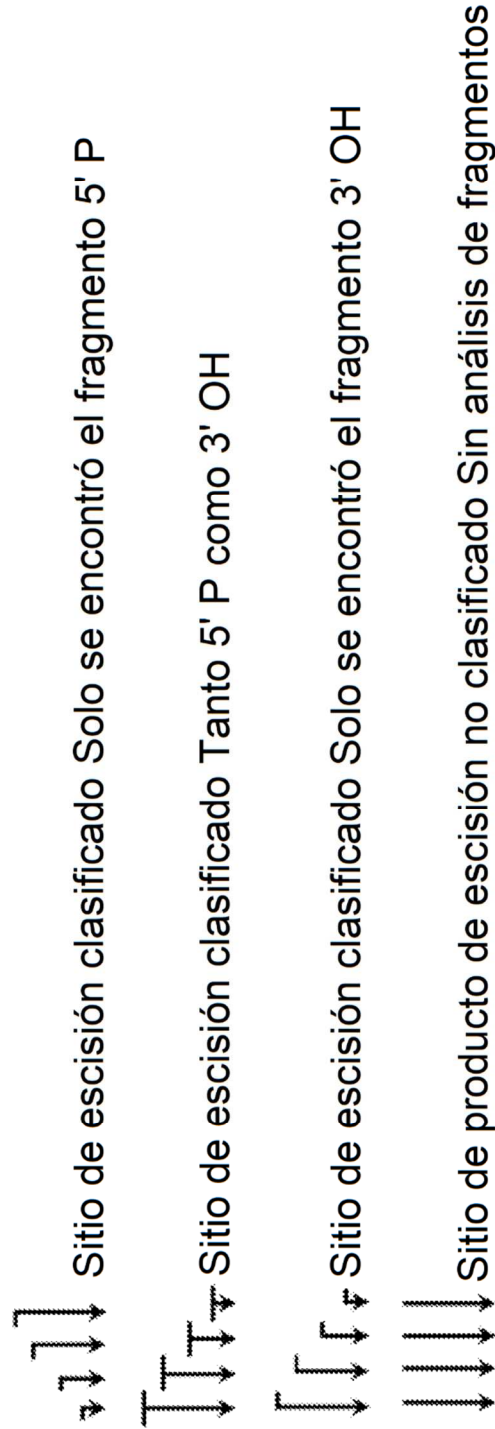 Sitio de escisión clasificado Solo se encontró el fragmento 5' P
Sitio de escisión clasificado Tanto 5' P como 3' OH
Sitio de escisión clasificado Solo se encontró el fragmento 3' OH
Sitio de producto de escisión no clasificado Sin análisis de fragmentos